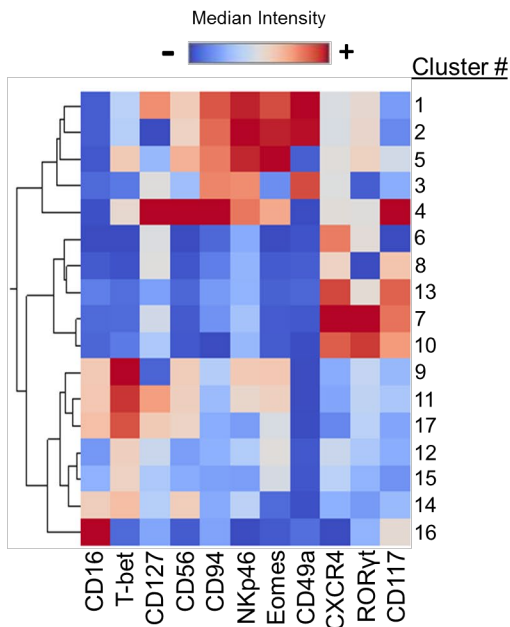 Median Intensity
- +
Cluster #
1
2
5
3
4
6
8
13
7
10
9
11
17
12
15
14
16
CD16
T-bet
CD127
CD56
CD94
NKp46
Eomes
CD49a
CXCR4
RORγt
CD117